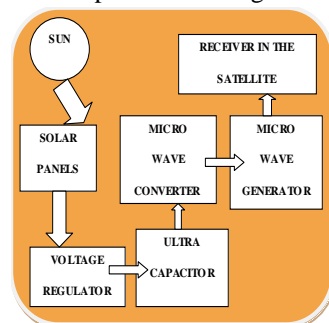 SUN
SOLAR
PANELS
VOLTAGE
REGULATOR
ULTRA
CAPACITOR
MICRO
WAVE
CONVERTER
MICRO
WAVE
GENERATOR
RECEIVER IN THE
SATELLITE